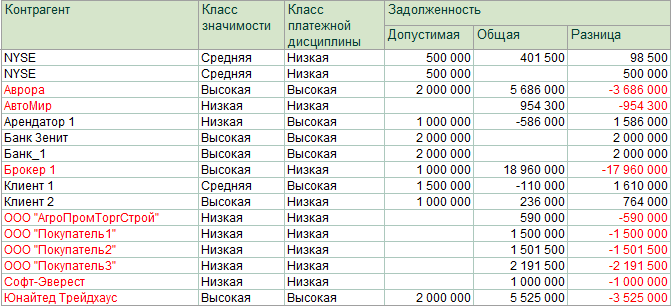 Контрагент Класс значимости Класс платежной дисциплины Задолженность
Допустимая Общая Разница
NYSE Средняя Низкая 500 000 401 500 98 500
NYSE Средняя Низкая 500 000 500 000
Аврора Высокая Высокая 2 000 000 5 686 000 -3 686 000
АвтоМир Низкая Низкая 954 300 -954 300
Арендатор 1 Низкая Высокая 1 000 000 -586 000 1 586 000
Банк Зенит Высокая Высокая 2 000 000 2 000 000
Банк_1 Высокая Высокая 2 000 000 2 000 000
Брокер 1 Высокая Низкая 1 000 000 18 960 000 -17 960 000
Клиент 1 Средняя Высокая 1 500 000 -110 000 1 610 000
Клиент 2 Высокая Низкая 1 000 000 236 000 764 000
ООО "АгроПромТоргСтрой" Низкая Низкая 590 000 -590 000
ООО "Покупатель1" Низкая Низкая 1 500 000 -1 500 000
ООО "Покупатель2" Низкая Низкая 1 501 500 -1 501 500
ООО "Покупатель3" Низкая Низкая 2 191 500 -2 191 500
Софт-Эверест Низкая Низкая 1 000 000 -1 000 000
Юнайтед Трейдхаус Высокая Высокая 2 000 000 5 525 000 -3 525 000